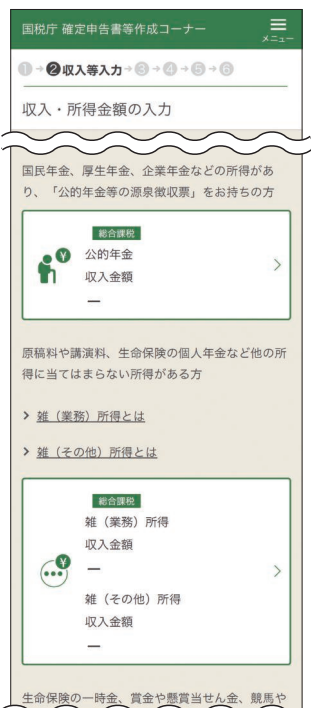 国税庁 確定申告書等作成コーナー
メニュー
❶→❷収入等入力→❸→❹→❺→❻
収入・所得金額の入力
国民年金、厚生年金、企業年金などの所得があ
り、「公的年金等の源泉徴収票」をお持ちの方
総合課税
¥
公的年金
収入金額
ー
原稿料や講演料、生命保険の個人年金など他の所
得に当てはまらない所得がある方
> 雑（業務）所得とは
> 雑（その他）所得とは
総合課税
雑（業務）所得
収入金額
¥
ー
雑（その他）所得
収入金額
ー
生命保険の一時金、賞金や懸賞当せん金、競馬や